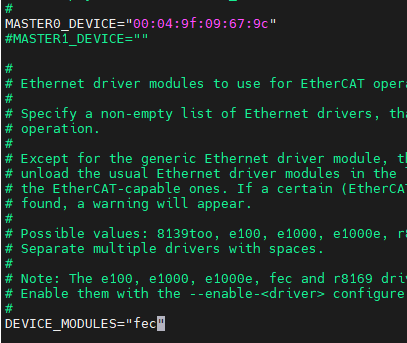 #
MASTER0_DEVICE="00:04:9f:09:67:9c"
#MASTER1_DEVICE=""
#
# Ethernet driver modules to use for EtherCAT oper
#
# Specify a non-empty list of Ethernet drivers, tha
# operation.
#
# Except for the generic Ethernet driver module, th
# unload the usual Ethernet driver modules in the
# the EtherCAT-capable ones. If a certain (EtherCAT
# found, a warning will appear.
#
# Possible values: 8139too, e100, e1000, e1000e, r8
# Separate multiple drivers with spaces.
#
# Note: The e100, e1000, e1000e, fec and r8169 driv
# Enable them with the --enable-<driver> configure
#
DEVICE_MODULES="fec"